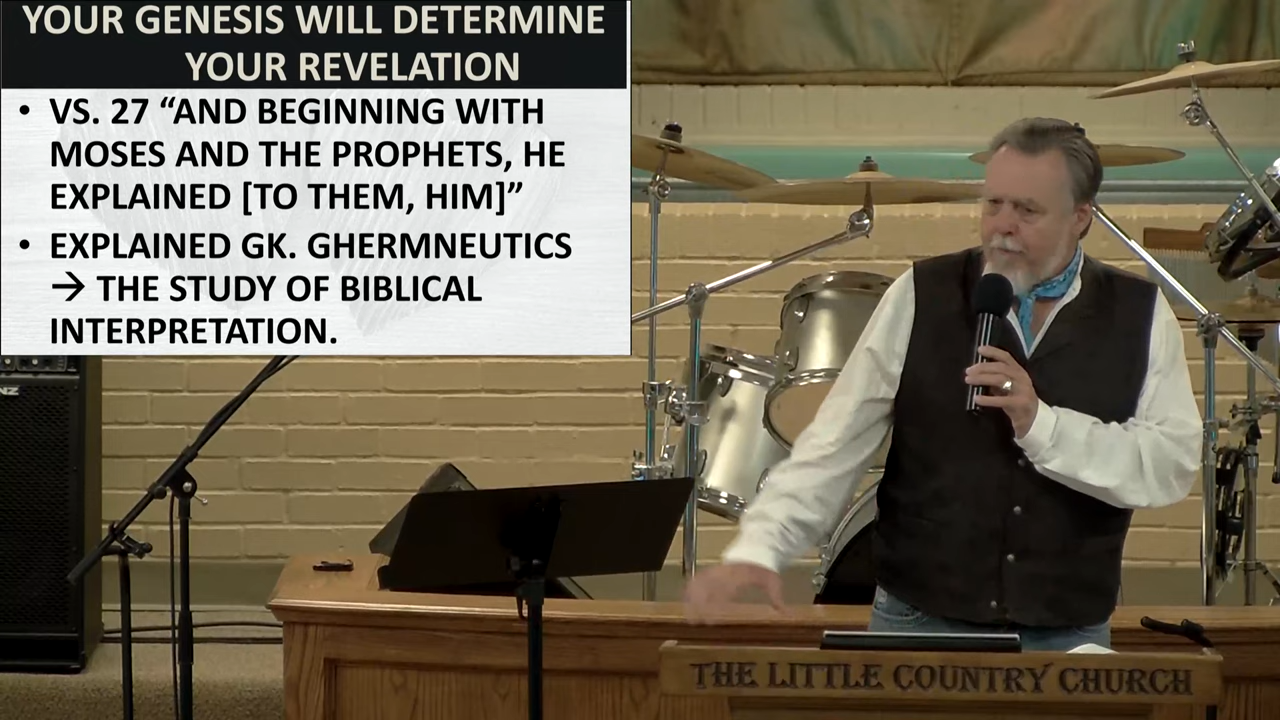 YOUR GENESIS WILL DETERMINE
YOUR REVELATION
• VS. 27 “AND BEGINNING WITH
MOSES AND THE PROPHETS, HE
EXPLAINED [TO THEM, HIM]”
• EXPLAINED GK. GHERMNEUTICS
→ THE STUDY OF BIBLICAL
INTERPRETATION.
THE LITTLE COUNTRY CHURCH